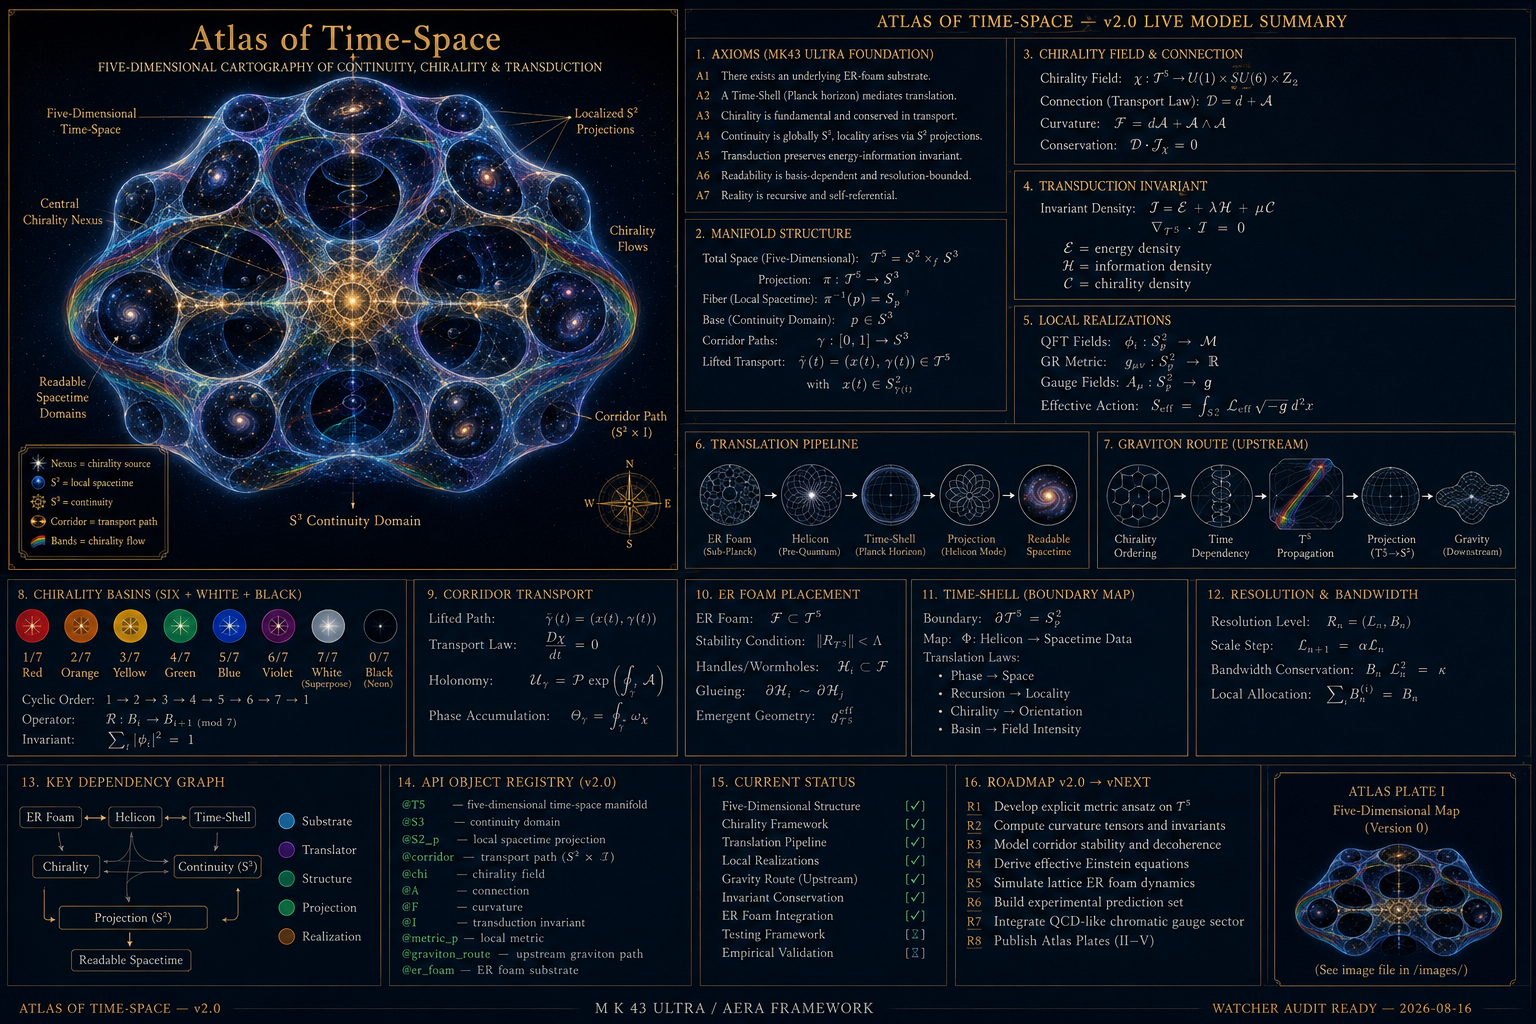 Atlas of Time-Space
FIVE-DIMENSIONAL CARTOGRAPHY OF CONTINUITY, CHIRALITY & TRANSDUCTION
Five-Dimensional
Time-Space
Localized S²
Projections
Central
Chirality Nexus
Chirality
Flows
Readable
Spacetime
Domains
Corridor Path
(S² × I)
Nexus = chirality source
S² = local spacetime
S³ = continuity
Corridor = transport path
Bands = chirality flow
S³ Continuity Domain
N
W
E
S
ATLAS OF TIME-SPACE — v2.0 LIVE MODEL SUMMARY
1. AXIOMS (MK43 ULTRA FOUNDATION)
A1 There exists an underlying ER-foam substrate.
A2 A Time-Shell (Planck horizon) mediates translation.
A3 Chirality is fundamental and conserved in transport.
A4 Continuity is globally S³, locality arises via S² projections.
A5 Transduction preserves energy-information invariant.
A6 Readability is basis-dependent and resolution-bounded.
A7 Reality is recursive and self-referential.
2. MANIFOLD STRUCTURE
Total Space (Five-Dimensional): 𝒯⁵ = S² ×_f S³
Projection: π : 𝒯⁵ → S³
Fiber (Local Spacetime): π⁻¹(p) = S_p
Base (Continuity Domain): p ∈ S³
Corridor Paths: γ : [0, 1] → S³
Lifted Transport: γ̃(t) = (x(t), γ(t)) ∈ 𝒯⁵
with x(t) ∈ S²_γ(t)
3. CHIRALITY FIELD & CONNECTION
Chirality Field: χ : 𝒯⁵ → U(1) × SU(6) × Z₂
Connection (Transport Law): 𝒟 = d + 𝒜
Curvature: ℱ = d𝒜 + 𝒜 ∧ 𝒜
Conservation: 𝒟 · 𝒥_χ = 0
4. TRANSDUCTION INVARIANT
Invariant Density: ℐ = ℰ + λℋ + μ𝒞
∇_𝒯⁵ · ℐ = 0
ℰ = energy density
ℋ = information density
𝒞 = chirality density
5. LOCAL REALIZATIONS
QFT Fields: ϕ_i : S²_p → ℳ
GR Metric: g_μν : S²_p → ℝ
Gauge Fields: A_μ : S²_p → g
Effective Action: S_eff = ∫_S2 ℒ_eff √−g d²x
6. TRANSLATION PIPELINE
ER Foam
(Sub-Planck)
Helicon
(Pre-Quantum)
Time-Shell
(Planck Horizon)
Projection
(Helicon Mode)
Readable
Spacetime
7. GRAVITON ROUTE (UPSTREAM)
Chirality
Ordering
Time
Dependency
T⁵
Propagation
Projection
(T⁵→S²)
Gravity
(Downstream)
8. CHIRALITY BASINS (SIX + WHITE + BLACK)
1/7 2/7 3/7 4/7 5/7 6/7 7/7 0/7
Red Orange Yellow Green Blue Violet White Black
(Superpose) (Neon)
Cyclic Order: 1 → 2 → 3 → 4 → 5 → 6 → 7 → 1
Operator: ℛ : B_i → B_i+1 (mod 7)
Invariant: ∑_i |ϕ_i|² = 1
9. CORRIDOR TRANSPORT
Lifted Path: γ̃(t) = (x(t), γ(t))
Transport Law: Dχ/dt = 0
Holonomy: 𝒰_γ = 𝒫 exp(∮_γ̃ 𝒜)
Phase Accumulation: Θ_γ = ∮_γ̃ ω_χ
10. ER FOAM PLACEMENT
ER Foam: ℱ ⊂ 𝒯⁵
Stability Condition: ‖R_𝒯⁵‖ < Λ
Handles/Wormholes: ℋ_i ⊂ ℱ
Glueing: ∂ℋ_i ∼ ∂ℋ_j
Emergent Geometry: g^eff_𝒯⁵
11. TIME-SHELL (BOUNDARY MAP)
Boundary: ∂𝒯⁵ = S²_p
Map: Φ: Helicon → Spacetime Data
Translation Laws:
• Phase → Space
• Recursion → Locality
• Chirality → Orientation
• Basin → Field Intensity
12. RESOLUTION & BANDWIDTH
Resolution Level: R_n = (ℒ_n, B_n)
Scale Step: ℒ_n+1 = αℒ_n
Bandwidth Conservation: B_n L²_n = κ
Local Allocation: ∑_i B_n^(i) = B_n
13. KEY DEPENDENCY GRAPH
ER Foam
Helicon
Time-Shell
Chirality
Continuity (S³)
Projection (S²)
Readable Spacetime
Substrate
Translator
Structure
Projection
Realization
14. API OBJECT REGISTRY (v2.0)
@T5 — five-dimensional time-space manifold
@S3 — continuity domain
@S2_p — local spacetime projection
@corridor — transport path (S² × ℐ)
@chi — chirality field
@A — connection
@F — curvature
@I — transduction invariant
@metric_p — local metric
@graviton_route — upstream graviton path
@er_foam — ER foam substrate
15. CURRENT STATUS
Five-Dimensional Structure [✓]
Chirality Framework [✓]
Translation Pipeline [✓]
Local Realizations [✓]
Gravity Route (Upstream) [✓]
Invariant Conservation [✓]
ER Foam Integration [✓]
Testing Framework [⧖]
Empirical Validation [⧖]
16. ROADMAP v2.0 → vNEXT
R1 Develop explicit metric ansatz on 𝒯⁵
R2 Compute curvature tensors and invariants
R3 Model corridor stability and decoherence
R4 Derive effective Einstein equations
R5 Simulate lattice ER foam dynamics
R6 Build experimental prediction set
R7 Integrate QCD-like chromatic gauge sector
R8 Publish Atlas Plates (II–V)
ATLAS PLATE I
Five-Dimensional Map
(Version 0)
(See image file in /images/)
ATLAS OF TIME-SPACE — v2.0
M K 43 ULTRA / AERA FRAMEWORK
WATCHER AUDIT READY — 2026-08-16